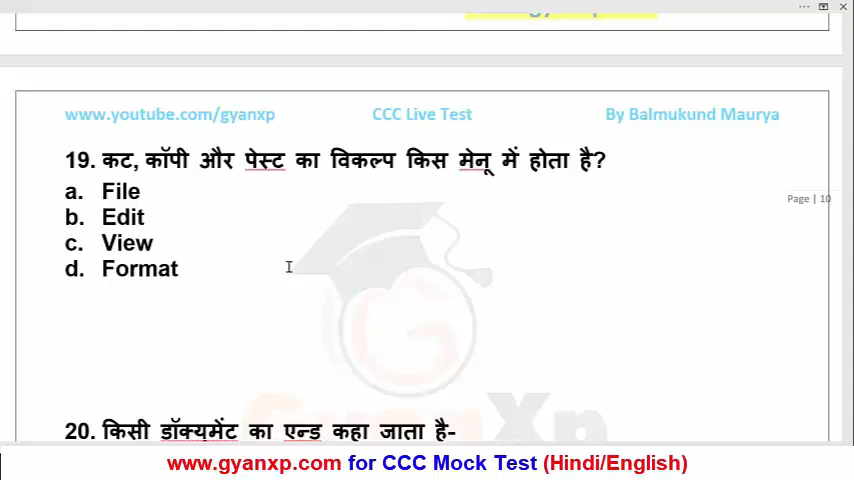 www.youtube.com/gyanxp CCC Live Test By Balmukund Maurya
19. कट, कॉपी और पेस्ट का विकल्प किस मेनू में होता है?
a. File
Page | 10
b. Edit
c. View
d. Format
G
GyanXp
20. किसी डॉक्यूमेंट का एन्ड कहा जाता है-
www.gyanxp.com for CCC Mock Test (Hindi/English)